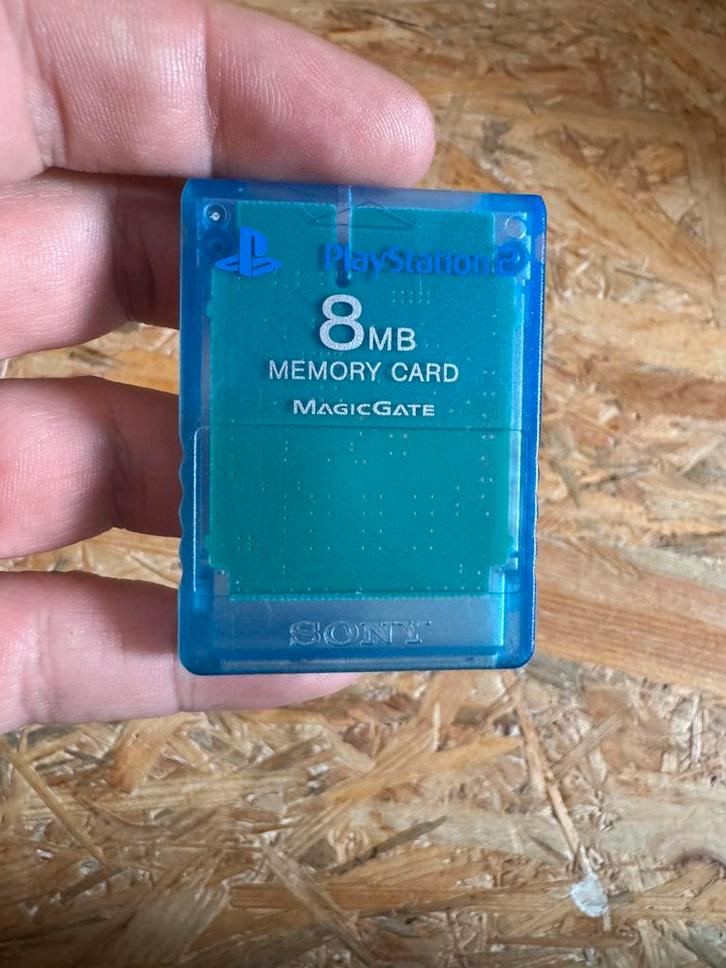 PlayStation 2
8MB
MEMORY CARD
MAGICGATE
SONY